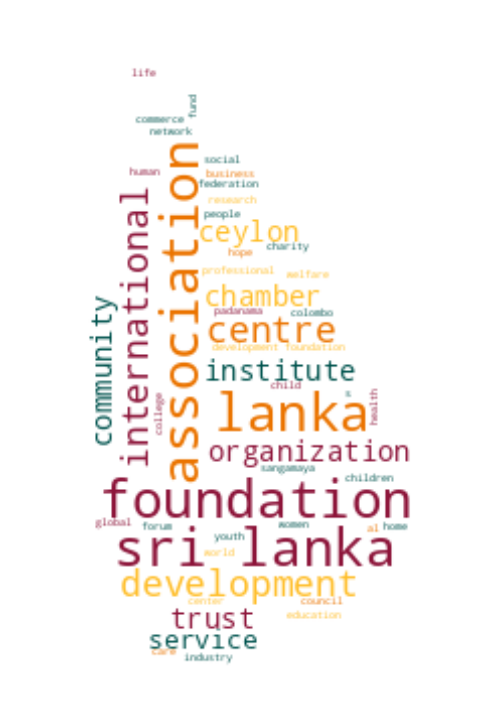 life
fund
commerce
network
association
social
human
business
federation
international
research
people
ceylon
charity
hope
professional
welfare
chamber
community
padanama
colombo
centre
development foundation
institute
child
health
s
college
lanka
organization
sangamaya
children
foundation
global
forum
women
al
home
sri lanka
youth
world
development
center
council
trust
education
service
care
industry